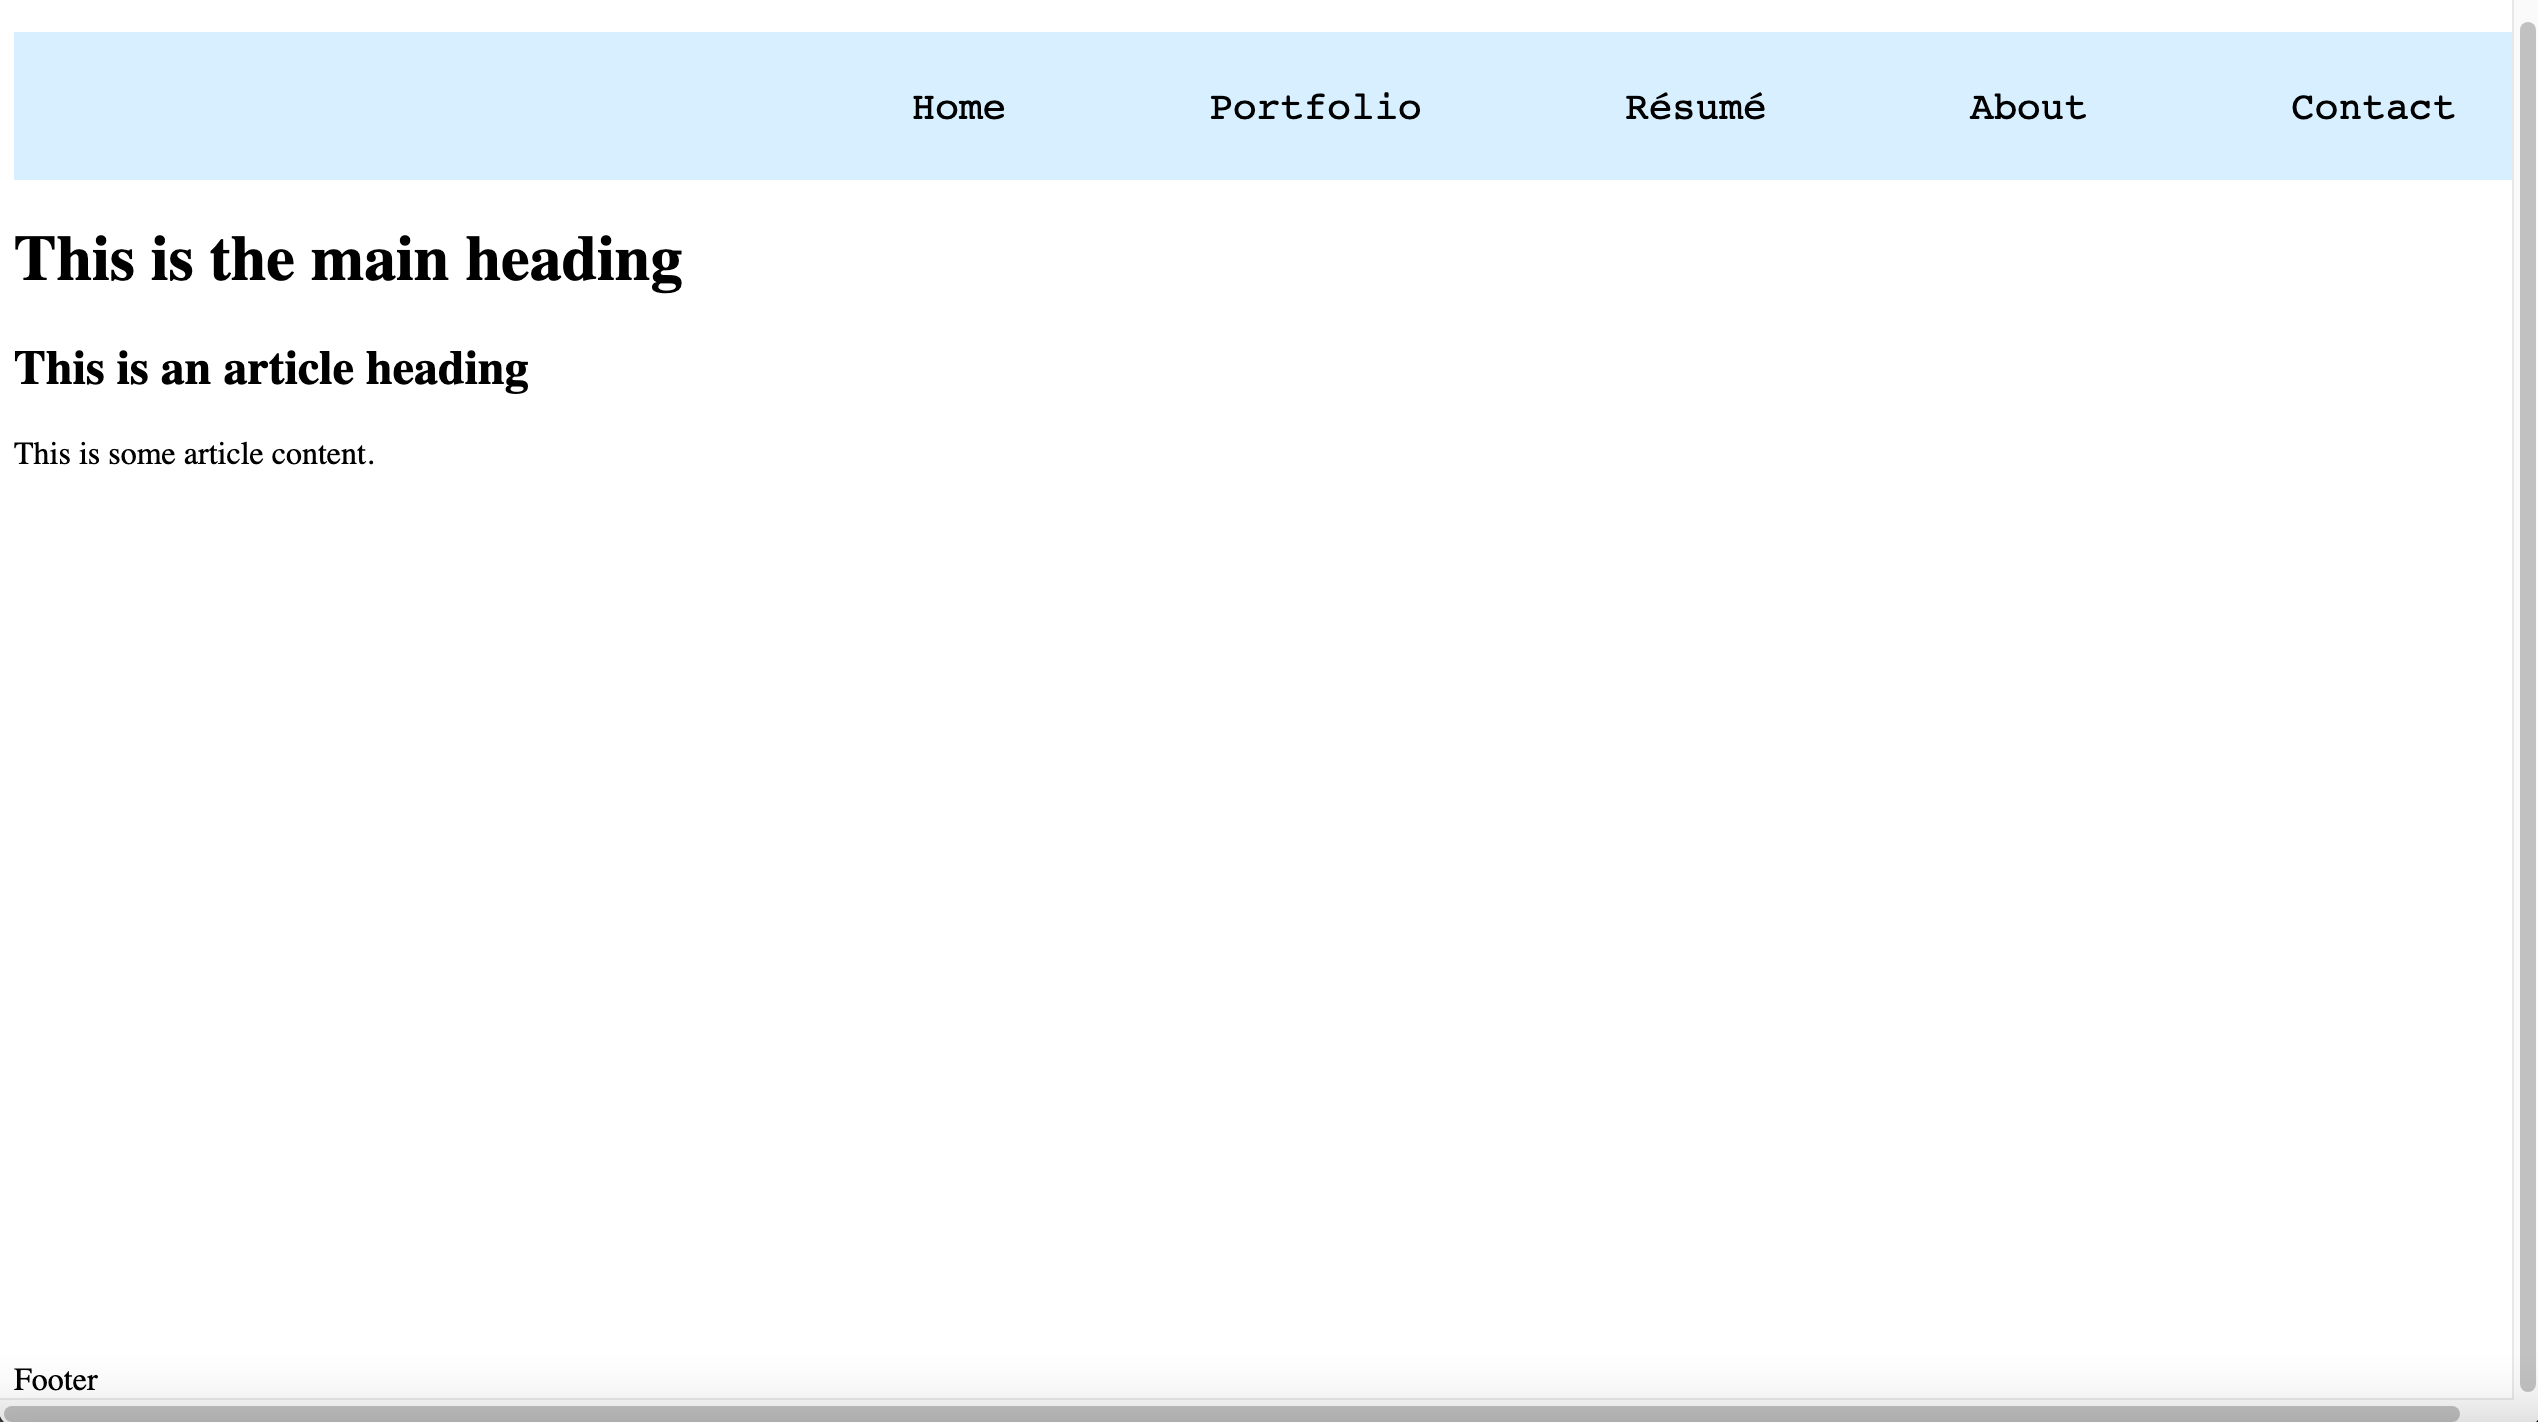 Home Portfolio Résumé About Contact
This is the main heading
This is an article heading
This is some article content.
Footer